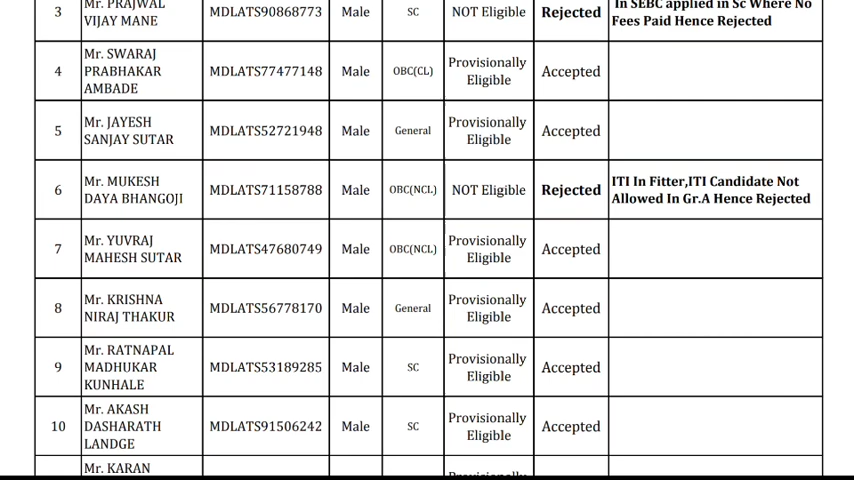 3 Mr. PRAJWAL VIJAY MANE MDLATS90868773 Male SC NOT Eligible Rejected In SEBC applied in Sc Where No Fees Paid Hence Rejected
4 Mr. SWARAJ PRABHAKAR AMBADE MDLATS77477148 Male OBC(CL) Provisionally Eligible Accepted
5 Mr. JAYESH SANJAY SUTAR MDLATS52721948 Male General Provisionally Eligible Accepted
6 Mr. MUKESH DAYA BHANGOJI MDLATS71158788 Male OBC(NCL) NOT Eligible Rejected ITI In Fitter,ITI Candidate Not Allowed In Gr.A Hence Rejected
7 Mr. YUVRAJ MAHESH SUTAR MDLATS47680749 Male OBC(NCL) Provisionally Eligible Accepted
8 Mr. KRISHNA NIRAJ THAKUR MDLATS56778170 Male General Provisionally Eligible Accepted
9 Mr. RATNAPAL MADHUKAR KUNHALE MDLATS53189285 Male SC Provisionally Eligible Accepted
10 Mr. AKASH DASHARATH LANDGE MDLATS91506242 Male SC Provisionally Eligible Accepted
Mr. KARAN Provisionally